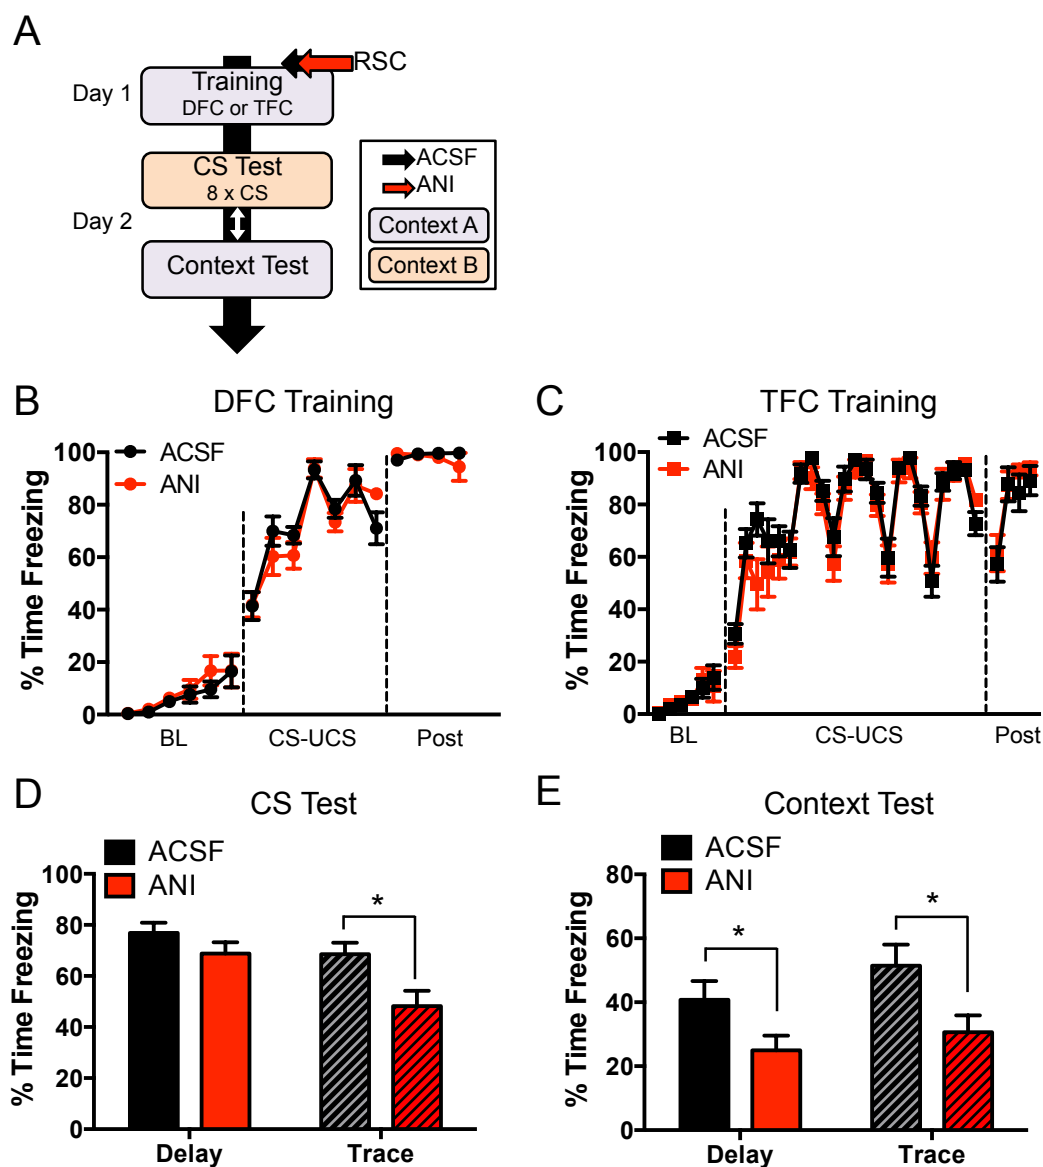 A
RSC
Training
DFC or TFC
Day 1
CS Test
8 x CS
Day 2
Context Test
ACSF
ANI
Context A
Context B
B
DFC Training
ACSF
ANI
% Time Freezing
100
80
60
40
20
0
BL
CS-UCS
Post
C
TFC Training
ACSF
ANI
% Time Freezing
100
80
60
40
20
0
BL
CS-UCS
Post
D
CS Test
ACSF
ANI
% Time Freezing
100
80
60
40
20
0
*
Delay
Trace
E
Context Test
ACSF
ANI
% Time Freezing
80
60
40
20
0
*
*
Delay
Trace